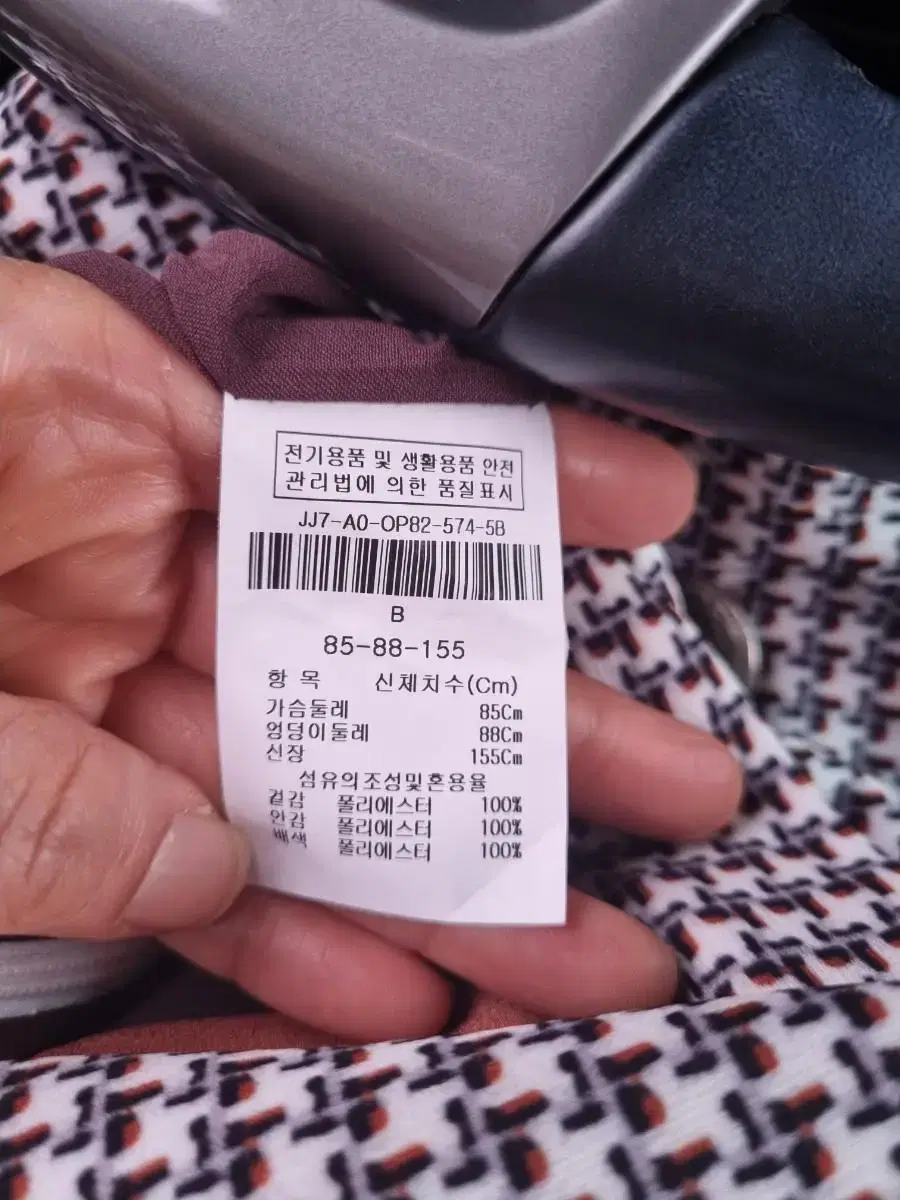 전기용품 및 생활용품 안전
관리법에 의한 품질표시
JJ7-A0-OP82-574-5B
B
85-88-155
항 목 신체치수(Cm)
가슴둘레 85Cm
엉덩이둘레 88Cm
신장 155Cm
섬유의조성및혼용율
겉감 폴리에스터 100%
안감 폴리에스터 100%
배색 폴리에스터 100%